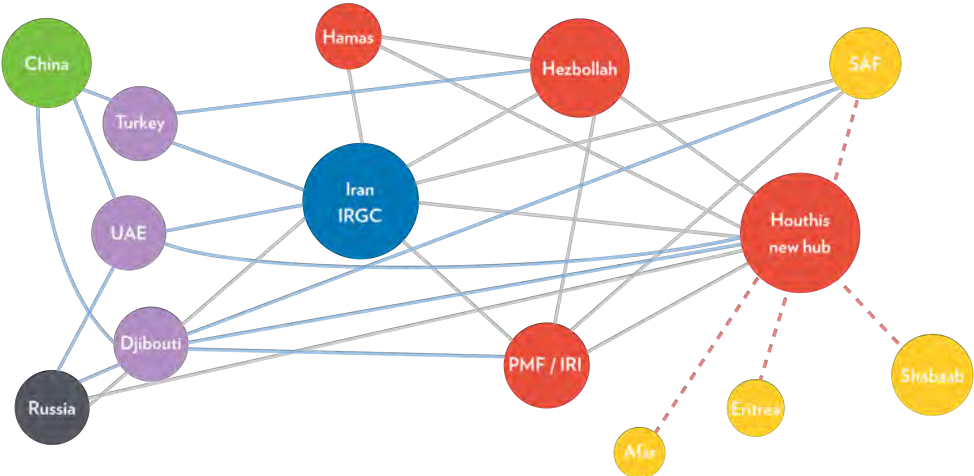 Hamas
China
Hezbollah
SAF
Turkey
Iran
IRGC
Houthis
new hub
UAE
Djibouti
PMF / IRI
Shabaab
Russia
Eritrea
Afar